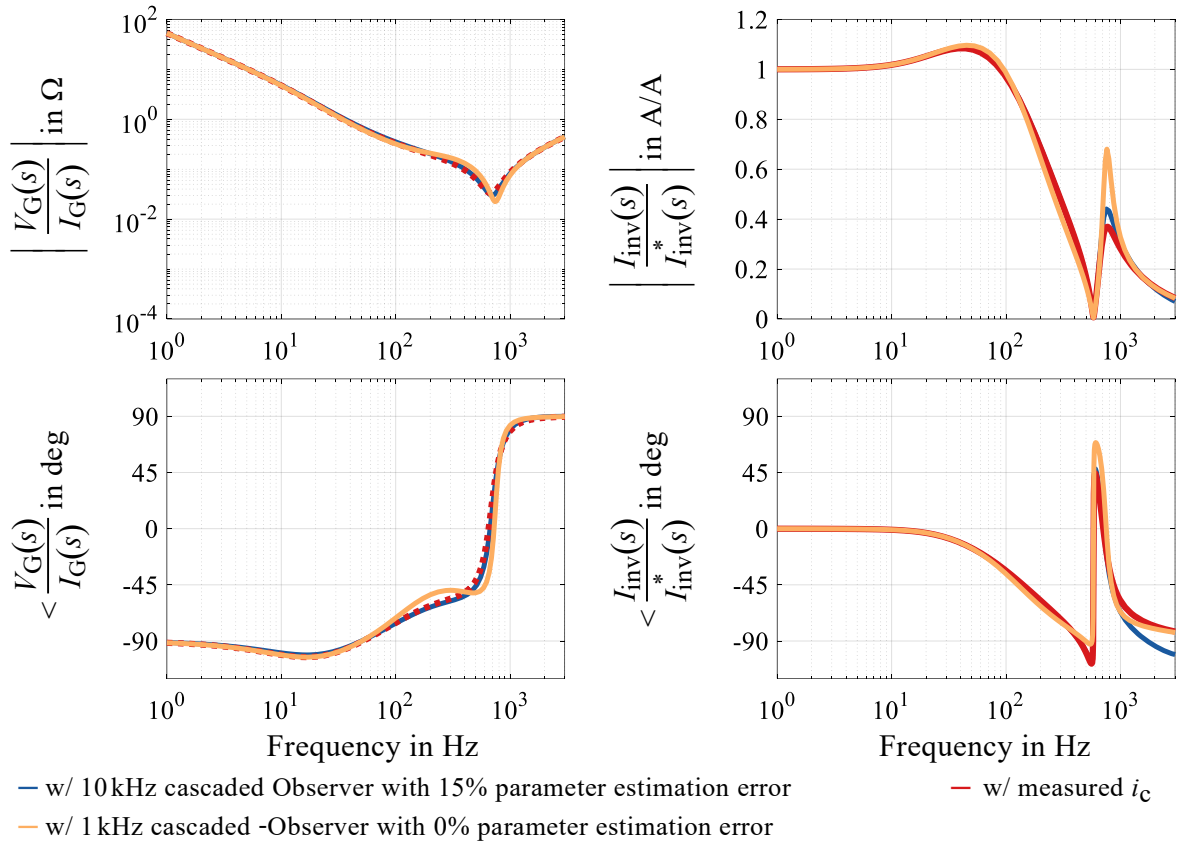 | V_G(s) / I_G(s) | in Ω
10^2
10^0
10^-2
10^-4
10^0 10^1 10^2 10^3
| I_inv(s) / I*_inv(s) | in A/A
1.2
1
0.8
0.6
0.4
0.2
0
10^0 10^1 10^2 10^3
< V_G(s) / I_G(s) in deg
90
45
0
-45
-90
10^0 10^1 10^2 10^3
Frequency in Hz
< I_inv(s) / I*_inv(s) in deg
90
45
0
-45
-90
10^0 10^1 10^2 10^3
Frequency in Hz
w/ 10 kHz cascaded Observer with 15% parameter estimation error
w/ measured i_c
w/ 1 kHz cascaded -Observer with 0% parameter estimation error